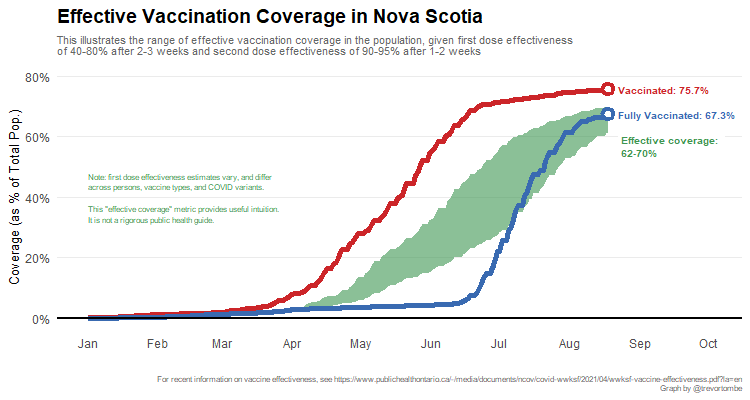 Effective Vaccination Coverage in Nova Scotia
This illustrates the range of effective vaccination coverage in the population, given first dose effectiveness
of 40-80% after 2-3 weeks and second dose effectiveness of 90-95% after 1-2 weeks
80%
60%
40%
20%
0%
Coverage (as % of Total Pop.)
Vaccinated: 75.7%
Fully Vaccinated: 67.3%
Effective coverage:
62-70%
Note: first dose effectiveness estimates vary, and differ
across persons, vaccine types, and COVID variants.
This "effective coverage" metric provides useful intuition.
It is not a rigorous public health guide.
Jan Feb Mar Apr May Jun Jul Aug Sep Oct
For recent information on vaccine effectiveness, see https://www.publichealthontario.ca/-/media/documents/ncov/covid-wwksf/2021/04/wwksf-vaccine-effectiveness.pdf?la=en
Graph by @trevortombe